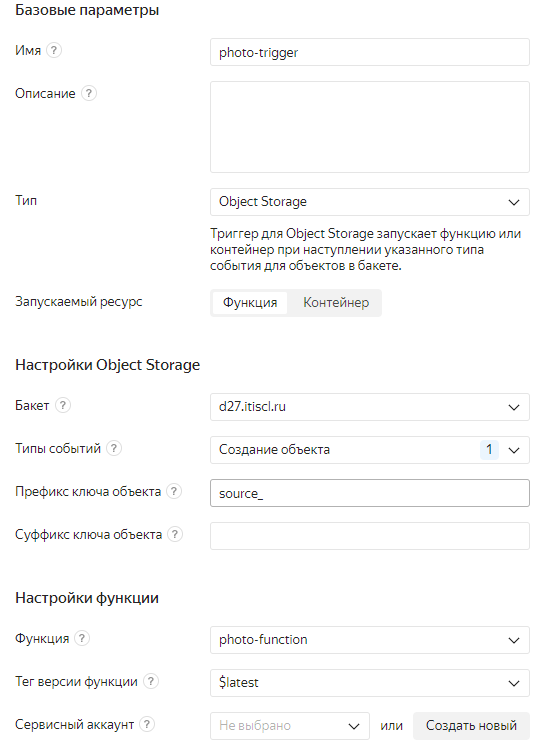 Базовые параметры
Имя ?
photo-trigger
Описание ?
Тип
Object Storage
Триггер для Object Storage запускает функцию или
контейнер при наступлении указанного типа
события для объектов в бакете.
Запускаемый ресурс
Функция Контейнер
Настройки Object Storage
Бакет ?
d27.itiscl.ru
Типы событий ?
Создание объекта 1
Префикс ключа объекта ?
source_
Суффикс ключа объекта ?
Настройки функции
Функция ?
photo-function
Тег версии функции ?
$latest
Сервисный аккаунт ?
Не выбрано или Создать новый